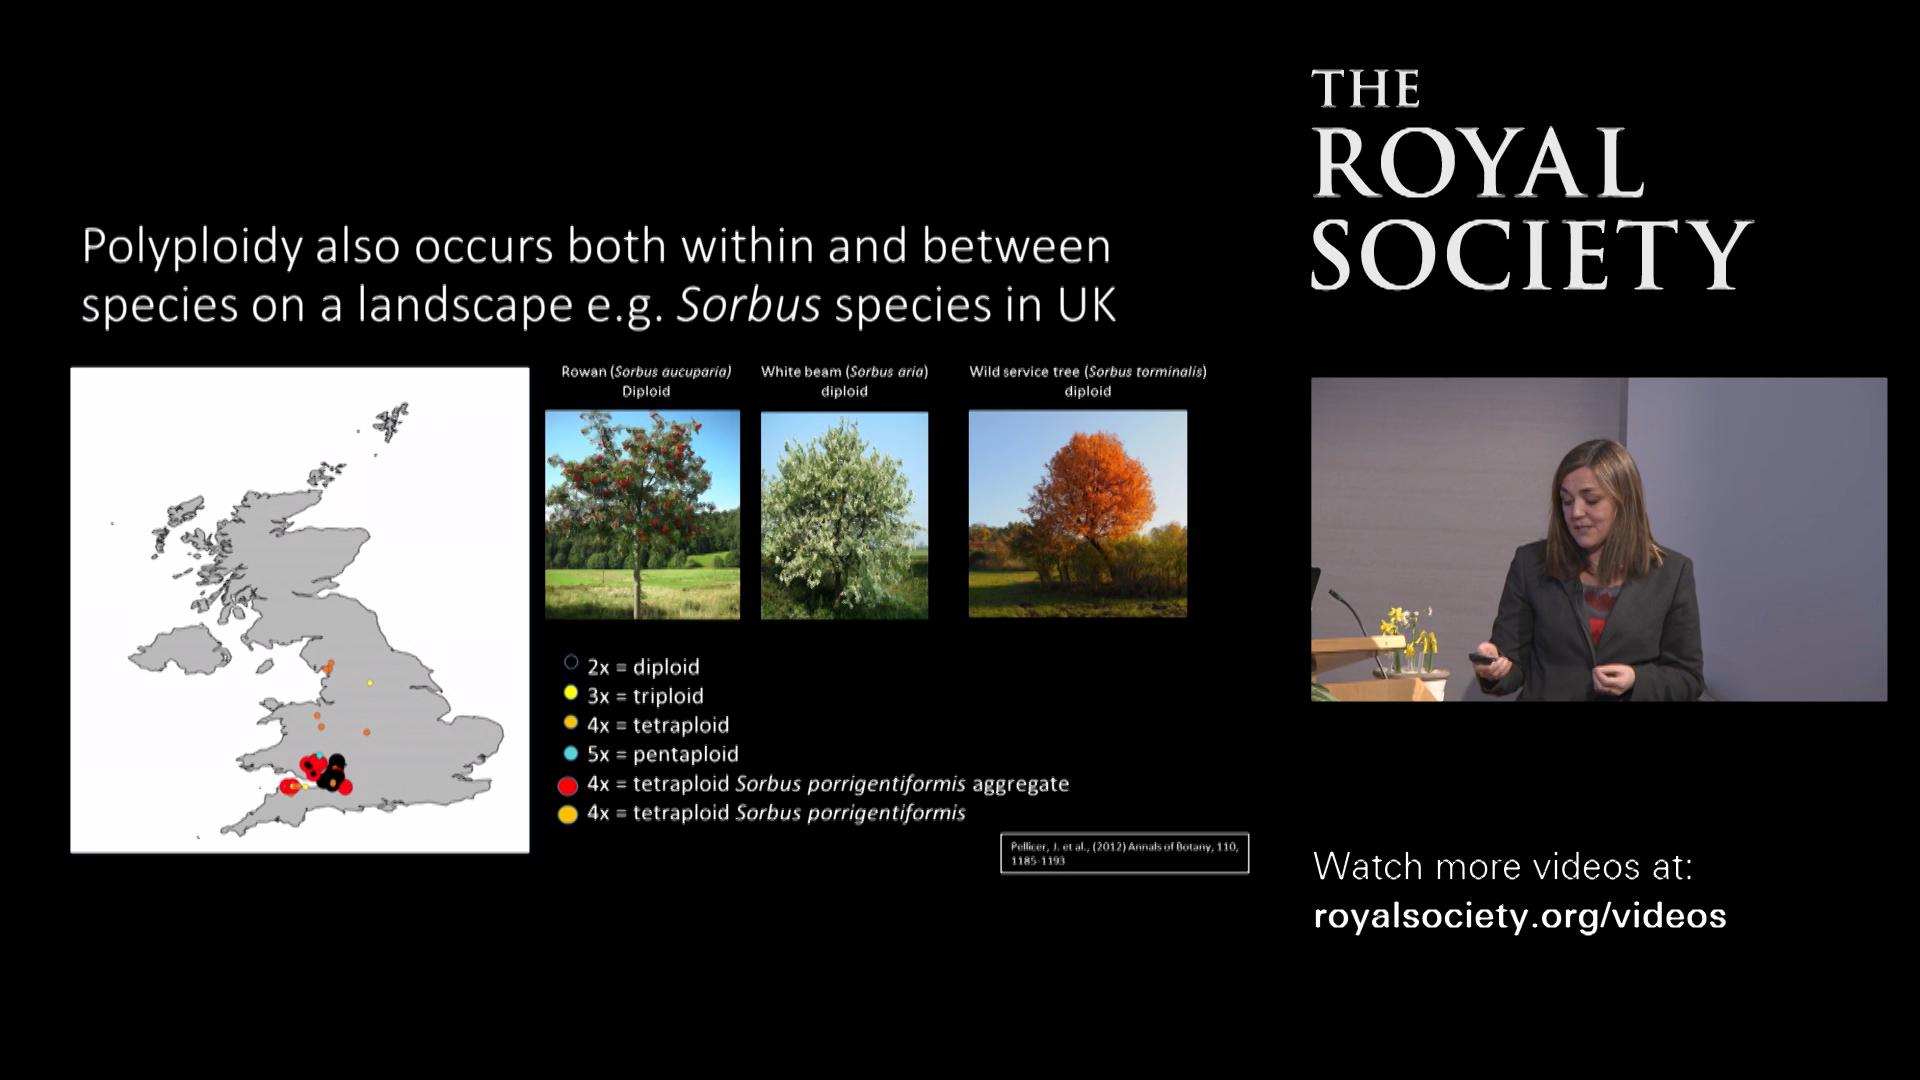 THE
ROYAL
SOCIETY
Polyploidy also occurs both within and between
species on a landscape e.g. Sorbus species in UK
Rowan (Sorbus aucuparia)
Diploid
White beam (Sorbus aria)
diploid
Wild service tree (Sorbus torminalis)
diploid
2x = diploid
3x = triploid
4x = tetraploid
5x = pentaploid
4x = tetraploid Sorbus porrigentiformis aggregate
4x = tetraploid Sorbus porrigentiformis
Pellicer, J. et al., (2012) Annals of Botany, 110,
1185-1193
Watch more videos at:
royalsociety.org/videos